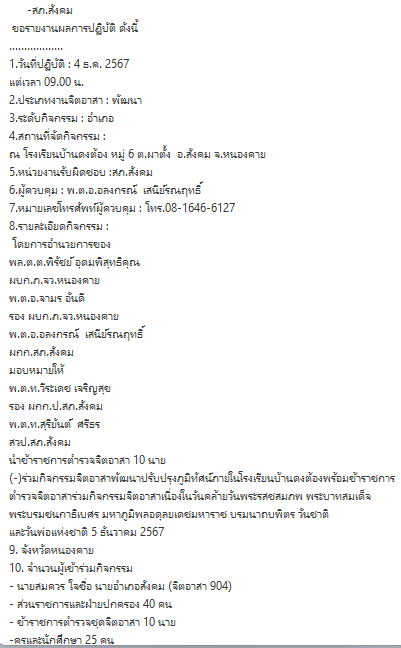 -สภ.สังคม
ขอรายงานผลการปฏิบัติ ดังนี้
..................
1.วันที่ปฏิบัติ : 4 ธ.ค. 2567
แต่เวลา 09.00 น.
2.ประเภทงานจิตอาสา : พัฒนา
3.ระดับกิจกรรม : อำเภอ
4.สถานที่จัดกิจกรรม :
ณ โรงเรียนบ้านดงต้อง หมู่ 6 ต.ผาตั้ง อ.สังคม จ.หนองคาย
5.หน่วยงานรับผิดชอบ :สภ.สังคม
6.ผู้ควบคุม : พ.ต.อ.อลงกรณ์ เสนีย์รณฤทธิ์
7.หมายเลขโทรศัพท์ผู้ควบคุม : โทร.08-1646-6127
8.รายละเอียดกิจกรรม :
โดยการอำนวยการของ
พล.ต.ต.พิรัชย์ อุดมพิสุทธิคุณ
ผบก.ภ.จว.หนองคาย
พ.ต.อ.จามร อันดี
รอง ผบก.ภ.จว.หนองคาย
พ.ต.อ.อลงกรณ์ เสนีย์รณฤทธิ์
ผกก.สภ.สังคม
มอบหมายให้
พ.ต.ท.วีระเดช เจริญสุข
รอง ผกก.ป.สภ.สังคม
พ.ต.ท.สุริยันต์ ศรีธร
สวป.สภ.สังคม
นำข้าราชการตำรวจจิตอาสา 10 นาย
(-)ร่วมกิจกรรมจิตอาสาพัฒนาปรับปรุงภูมิทัศน์ภายในโรงเรียนบ้านดงต้องพร้อมข้าราชการ
ตำรวจจิตอาสาร่วมกิจกรรมจิตอาสาเนื่องในวันคล้ายวันพระรสชสมภพ พระบาทสมเด็จ
พระบรมชนกาธิเบศร มหาภูมิพลอดุลยเดชมหาราช บรมนาถบพิตร วันชาติ
และวันพ่อแห่งชาติ 5 ธันวาคม 2567
9. จังหวัดหนองคาย
10. จำนวนผู้เข้าร่วมกิจกรรม
- นายสมควร ใจซื่อ นายอำเภอสังคม (จิตอาสา 904)
- ส่วนราชการและฝ่ายปกครอง 40 คน
- ข้าราชการตำรวจชุดจิตอาสา 10 นาย
-ครูและนักศึกษา 25 คน